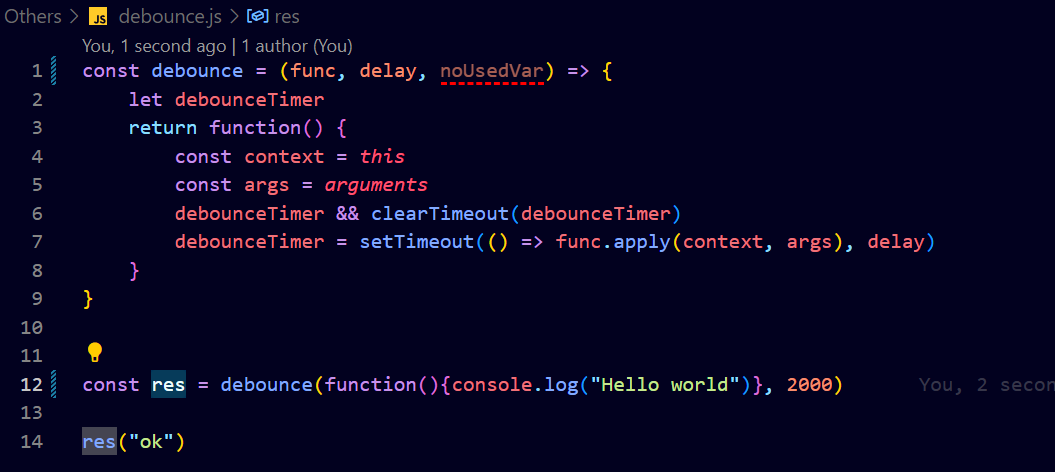 Others > JS debounce.js > res
You, 1 second ago | 1 author (You)
1 const debounce = (func, delay, noUsedVar) => {
2 let debounceTimer
3 return function() {
4 const context = this
5 const args = arguments
6 debounceTimer && clearTimeout(debounceTimer)
7 debounceTimer = setTimeout(() => func.apply(context, args), delay)
8 }
9 }
10
11
12 const res = debounce(function(){console.log("Hello world")}, 2000) You, 2 secon
13
14 res("ok")